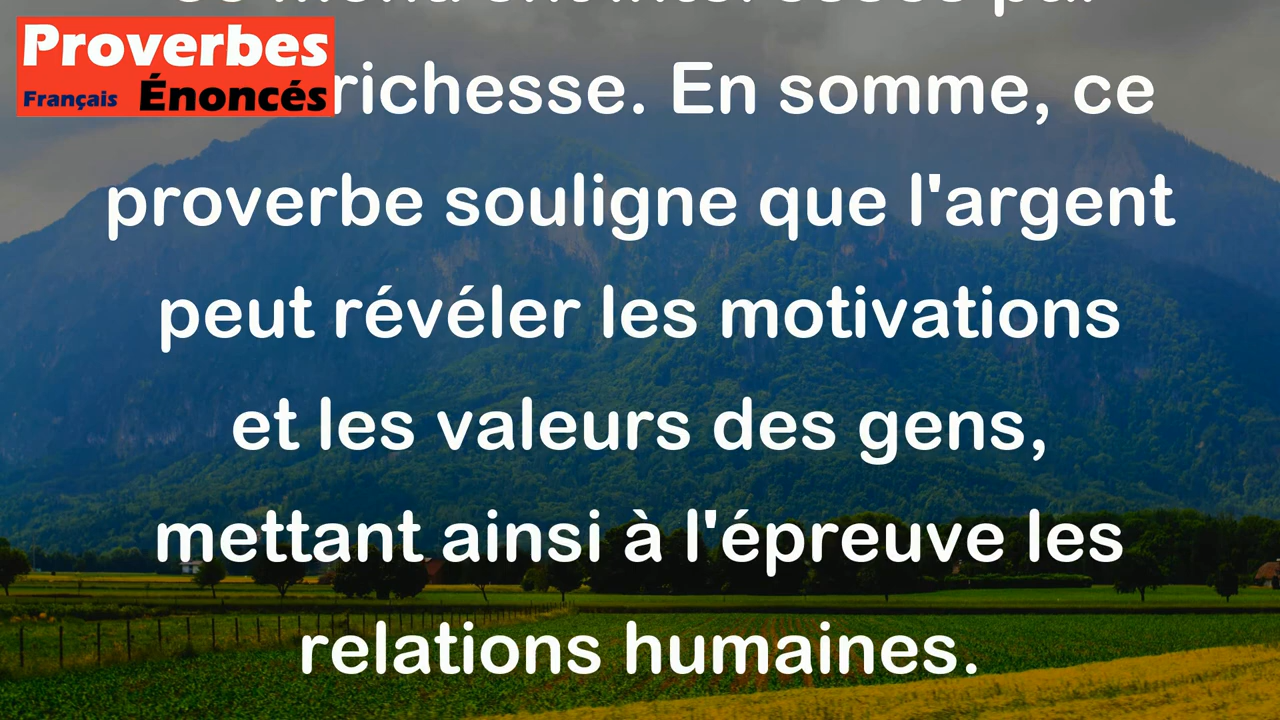 Proverbes
Français Énoncés
richesse. En somme, ce
proverbe souligne que l'argent
peut révéler les motivations
et les valeurs des gens,
mettant ainsi à l'épreuve les
relations humaines.